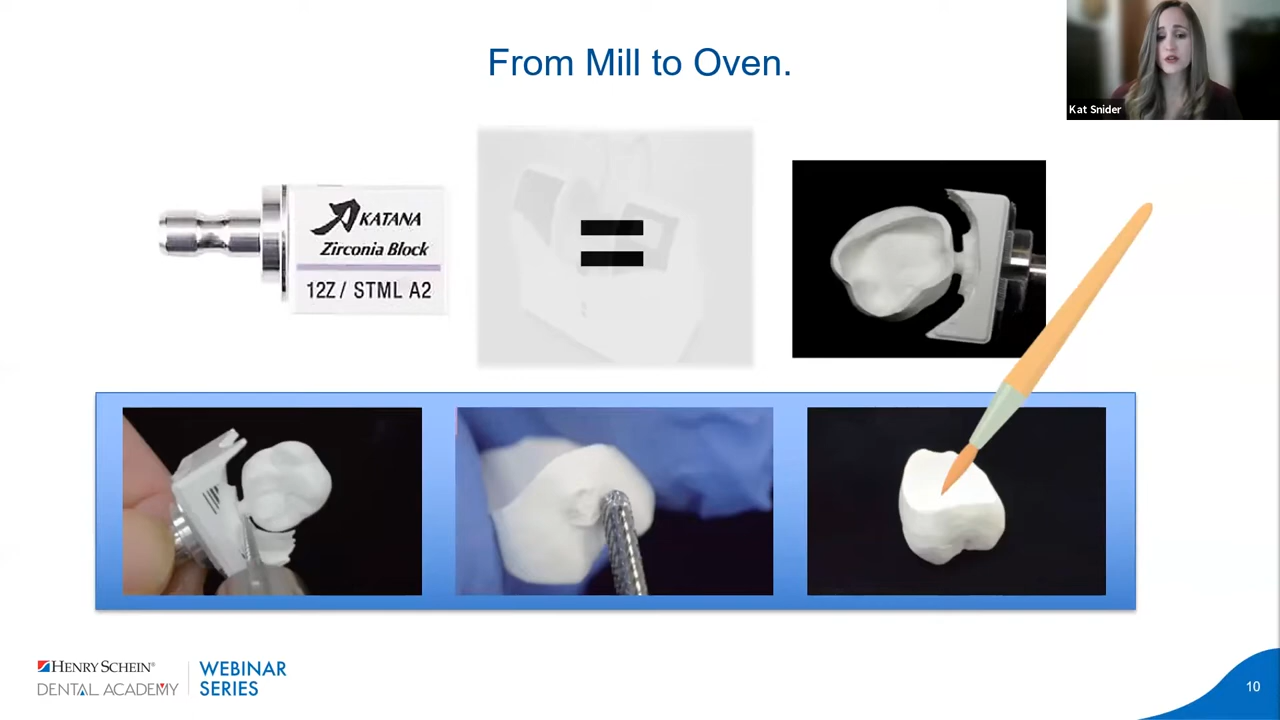 From Mill to Oven.
Kat Snider
KATANA
Zirconia Block
12Z / STML A2
HENRY SCHEIN®
DENTAL ACADEMY
WEBINAR
SERIES
10